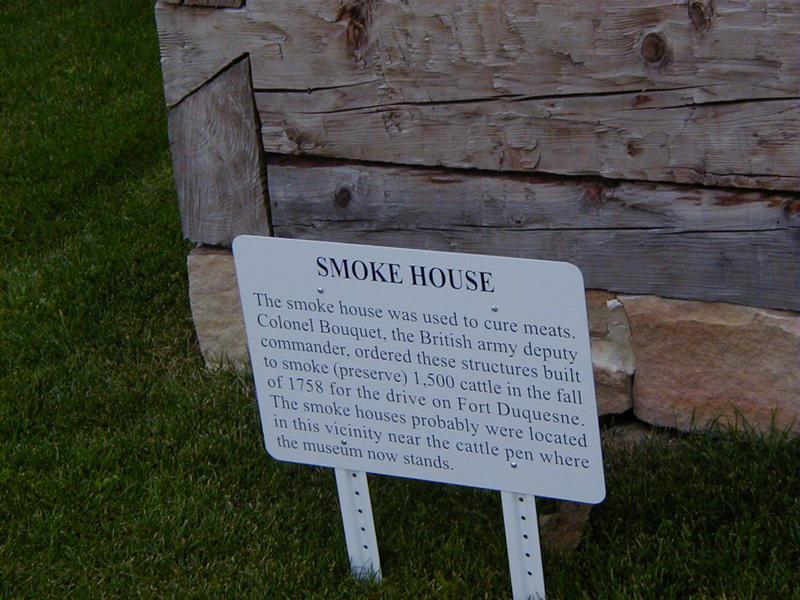 SMOKE HOUSE
The smoke house was used to cure meats.
Colonel Bouquet, the British army deputy
commander, ordered these structures built
to smoke (preserve) 1,500 cattle in the fall
of 1758 for the drive on Fort Duquesne.
The smoke houses probably were located
in this vicinity near the cattle pen where
the museum now stands.